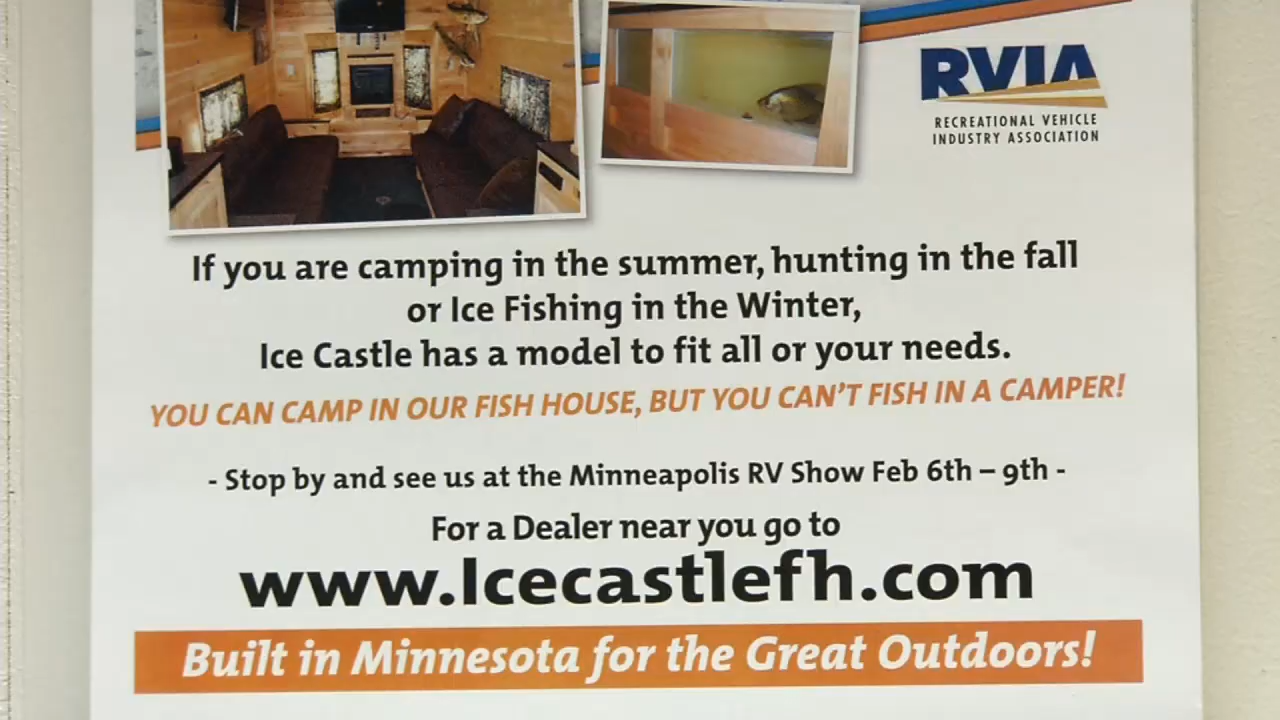 RVIA
RECREATIONAL VEHICLE
INDUSTRY ASSOCIATION
If you are camping in the summer, hunting in the fall
or Ice Fishing in the Winter,
Ice Castle has a model to fit all or your needs.
YOU CAN CAMP IN OUR FISH HOUSE, BUT YOU CAN'T FISH IN A CAMPER!
- Stop by and see us at the Minneapolis RV Show Feb 6th – 9th -
For a Dealer near you go to
www.Icecastlefh.com
Built in Minnesota for the Great Outdoors!